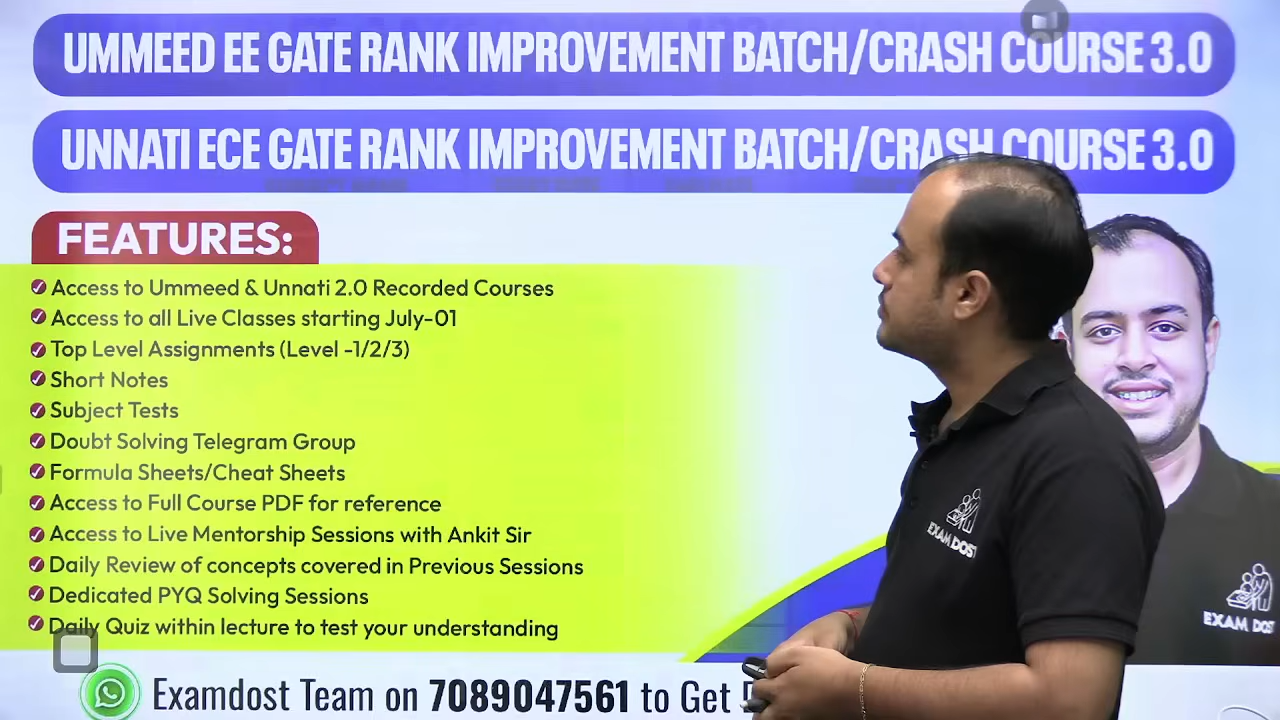 UMMEED EE GATE RANK IMPROVEMENT BATCH/CRASH COURSE 3.0
UNNATI ECE GATE RANK IMPROVEMENT BATCH/CRASH COURSE 3.0
FEATURES:
Access to Ummeed & Unnati 2.0 Recorded Courses
Access to all Live Classes starting July-01
Top Level Assignments (Level -1/2/3)
Short Notes
Subject Tests
Doubt Solving Telegram Group
Formula Sheets/Cheat Sheets
Access to Full Course PDF for reference
Access to Live Mentorship Sessions with Ankit Sir
Daily Review of concepts covered in Previous Sessions
Dedicated PYQ Solving Sessions
Daily Quiz within lecture to test your understanding
Examdost Team on 7089047561 to Get
EXAM DOST
EXAM DOST